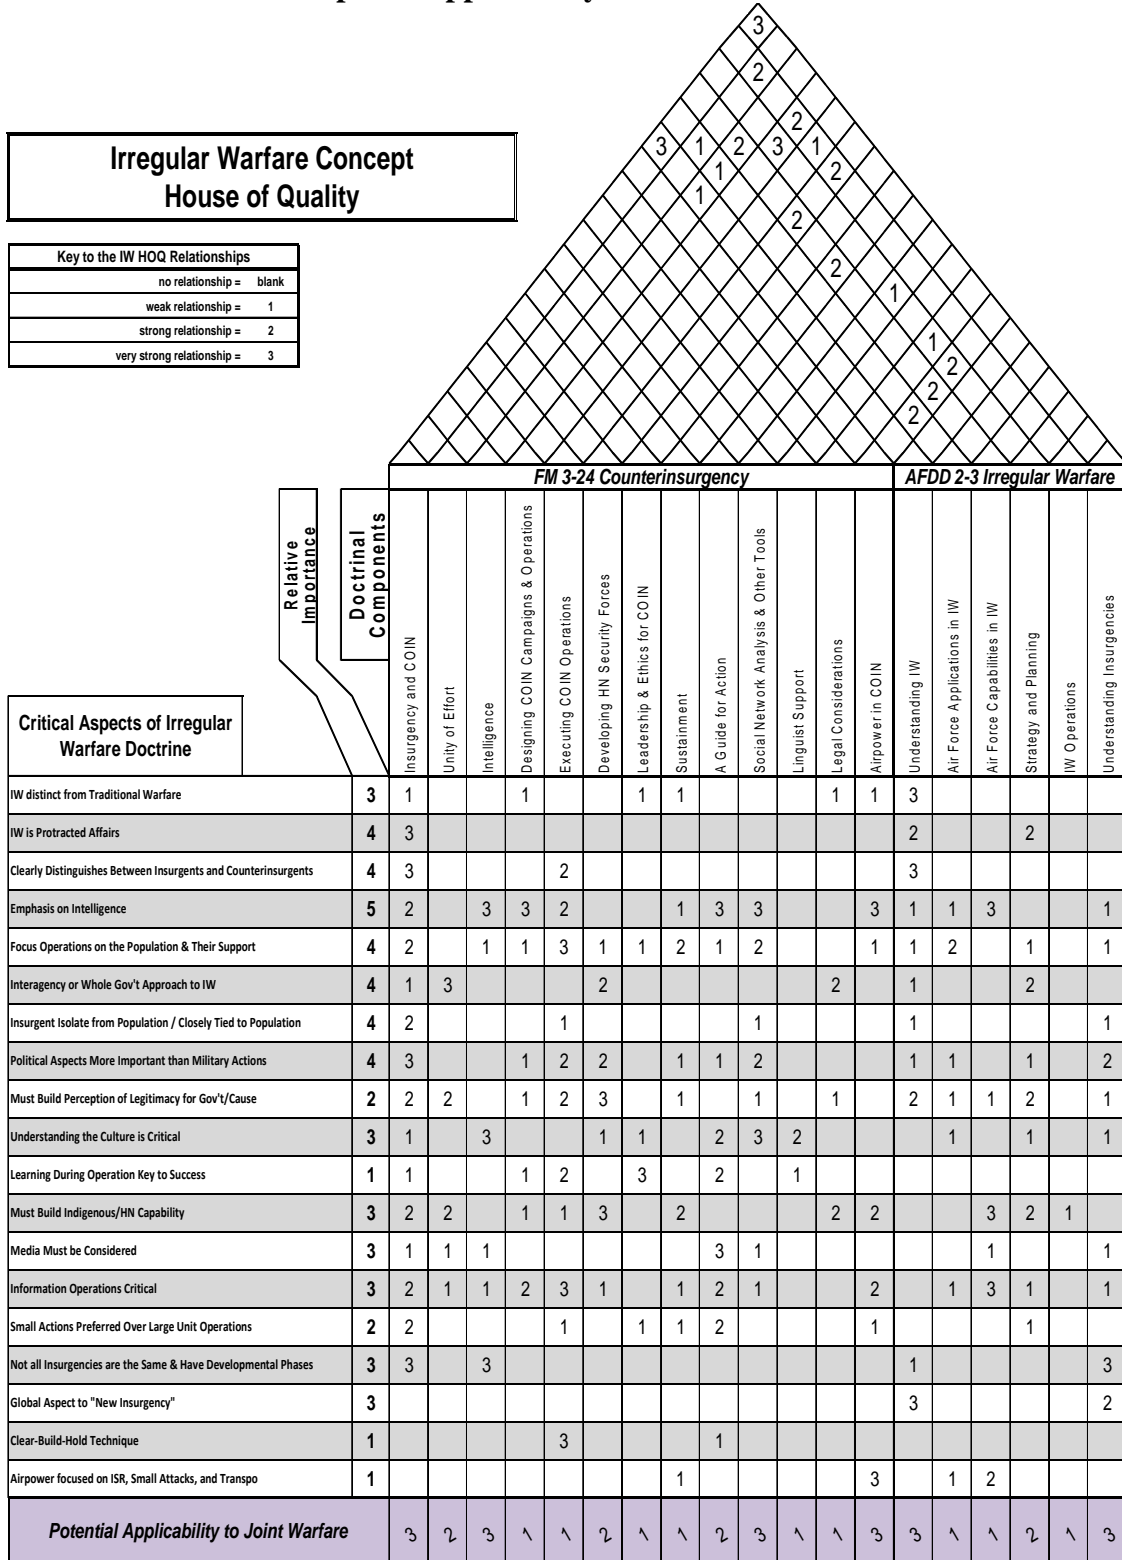 3
2
2
3 1 2 3 1
1 2
1
2
2
1
1
2
2
2
Irregular Warfare Concept
House of Quality
Key to the IW HOQ Relationships
no relationship = blank
weak relationship = 1
strong relationship = 2
very strong relationship = 3
FM 3-24 Counterinsurgency AFDD 2-3 Irregular Warfare
Relative
Importance
Doctrinal
Components
Insurgency and COIN
Unity of Effort
Intelligence
Designing COIN Campaigns & Operations
Executing COIN Operations
Developing HN Security Forces
Leadership & Ethics for COIN
Sustainment
A Guide for Action
Social Network Analysis & Other Tools
Linguist Support
Legal Considerations
Airpower in COIN
Understanding IW
Air Force Applications in IW
Air Force Capabilities in IW
Strategy and Planning
IW Operations
Understanding Insurgencies
Critical Aspects of Irregular
Warfare Doctrine
IW distinct from Traditional Warfare 3 1 1 1 1 1 1 3
IW is Protracted Affairs 4 3 2 2
Clearly Distinguishes Between Insurgents and Counterinsurgents 4 3 2 3
Emphasis on Intelligence 5 2 3 3 2 1 3 3 3 1 1 3 1
Focus Operations on the Population & Their Support 4 2 1 1 3 1 1 2 1 2 1 1 2 1 1
Interagency or Whole Gov't Approach to IW 4 1 3 2 2 1 2
Insurgent Isolate from Population / Closely Tied to Population 4 2 1 1 1 1
Political Aspects More Important than Military Actions 4 3 1 2 2 1 1 2 1 1 1 2
Must Build Perception of Legitimacy for Gov't/Cause 2 2 2 1 2 3 1 1 1 2 1 1 2 1
Understanding the Culture is Critical 3 1 3 1 1 2 3 2 1 1 1
Learning During Operation Key to Success 1 1 1 2 3 2 1
Must Build Indigenous/HN Capability 3 2 2 1 1 3 2 2 2 3 2 1
Media Must be Considered 3 1 1 1 3 1 1 1
Information Operations Critical 3 2 1 1 2 3 1 1 2 1 2 1 3 1 1
Small Actions Preferred Over Large Unit Operations 2 2 1 1 1 2 1 1
Not all Insurgencies are the Same & Have Developmental Phases 3 3 3 1 3
Global Aspect to "New Insurgency" 3 3 2
Clear-Build-Hold Technique 1 3 1
Airpower focused on ISR, Small Attacks, and Transpo 1 1 3 1 2
Potential Applicability to Joint Warfare 3 2 3 1 1 2 1 1 2 3 1 1 3 3 1 1 2 1 3